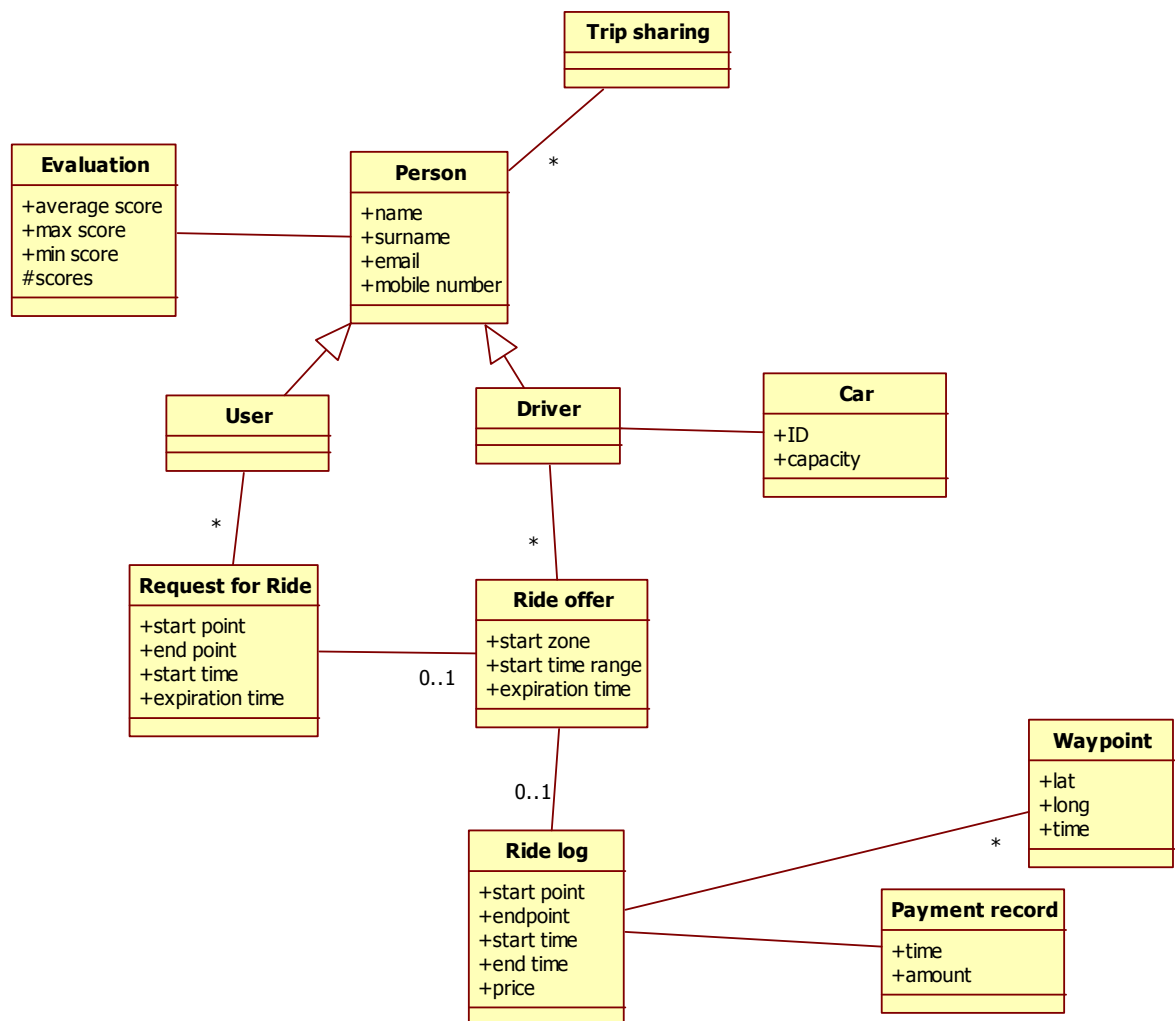 Trip sharing
*
Evaluation
+average score
+max score
+min score
#scores
Person
+name
+surname
+email
+mobile number
User
Driver
Car
+ID
+capacity
*
*
Request for Ride
+start point
+end point
+start time
+expiration time
0..1
Ride offer
+start zone
+start time range
+expiration time
0..1
Waypoint
+lat
+long
+time
*
Ride log
+start point
+endpoint
+start time
+end time
+price
Payment record
+time
+amount